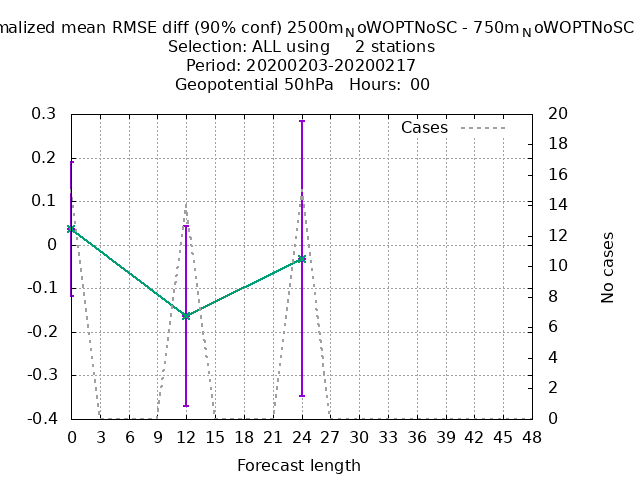 malized mean RMSE diff (90% conf) 2500mNoWOPTNoSC - 750mNoWOPTNoSC
Selection: ALL using 2 stations
Period: 20200203-20200217
Geopotential 50hPa Hours: 00
Cases
0.3
0.2
0.1
0
-0.1
-0.2
-0.3
-0.4
20
18
16
14
12
10
8
6
4
2
0
No cases
0 3 6 9 12 15 18 21 24 27 30 33 36 39 42 45 48
Forecast length